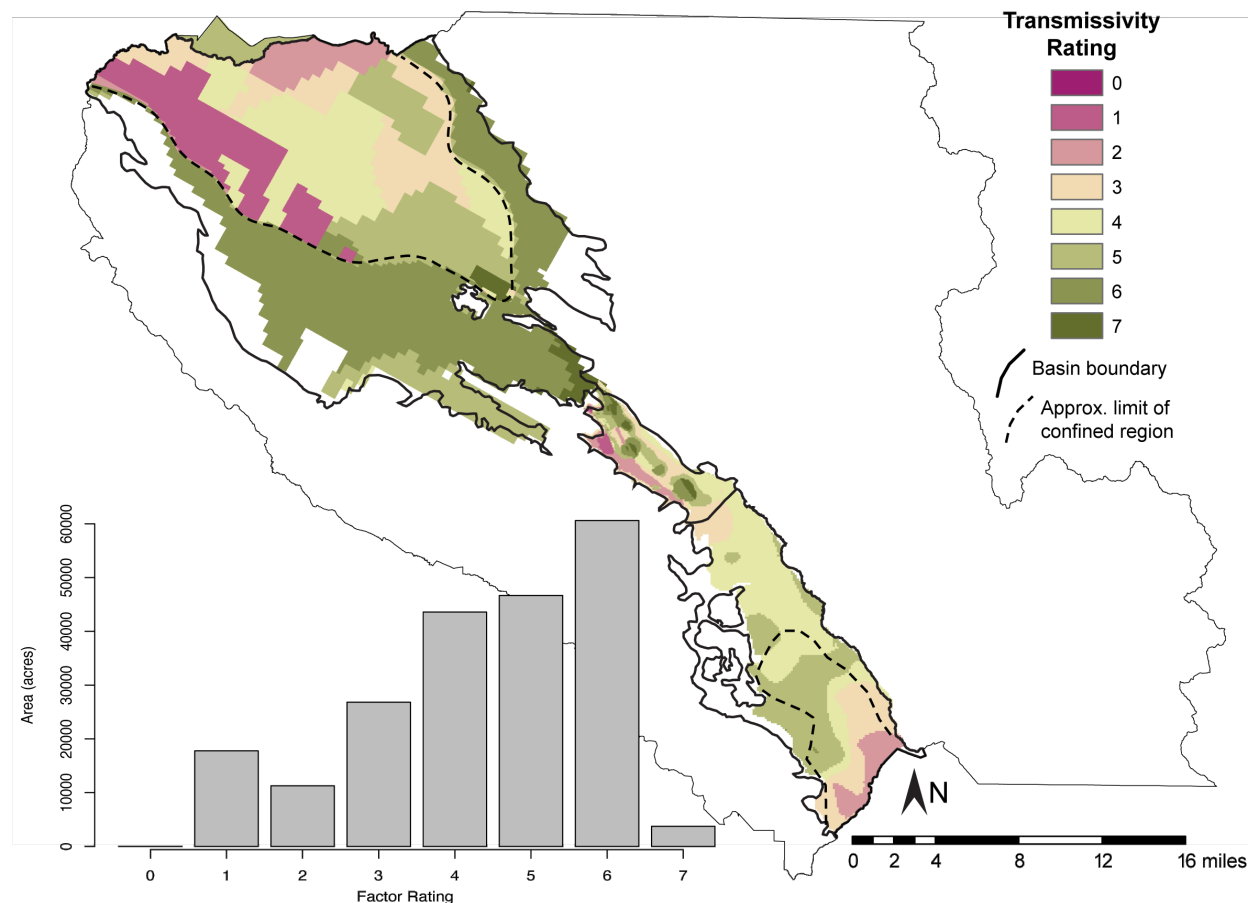 Transmissivity
Rating
0
1
2
3
4
5
6
7
Basin boundary
Approx. limit of
confined region
N
0 2 4 8 12 16 miles
Area (acres)
60000
50000
40000
30000
20000
10000
0
0 1 2 3 4 5 6 7
Factor Rating